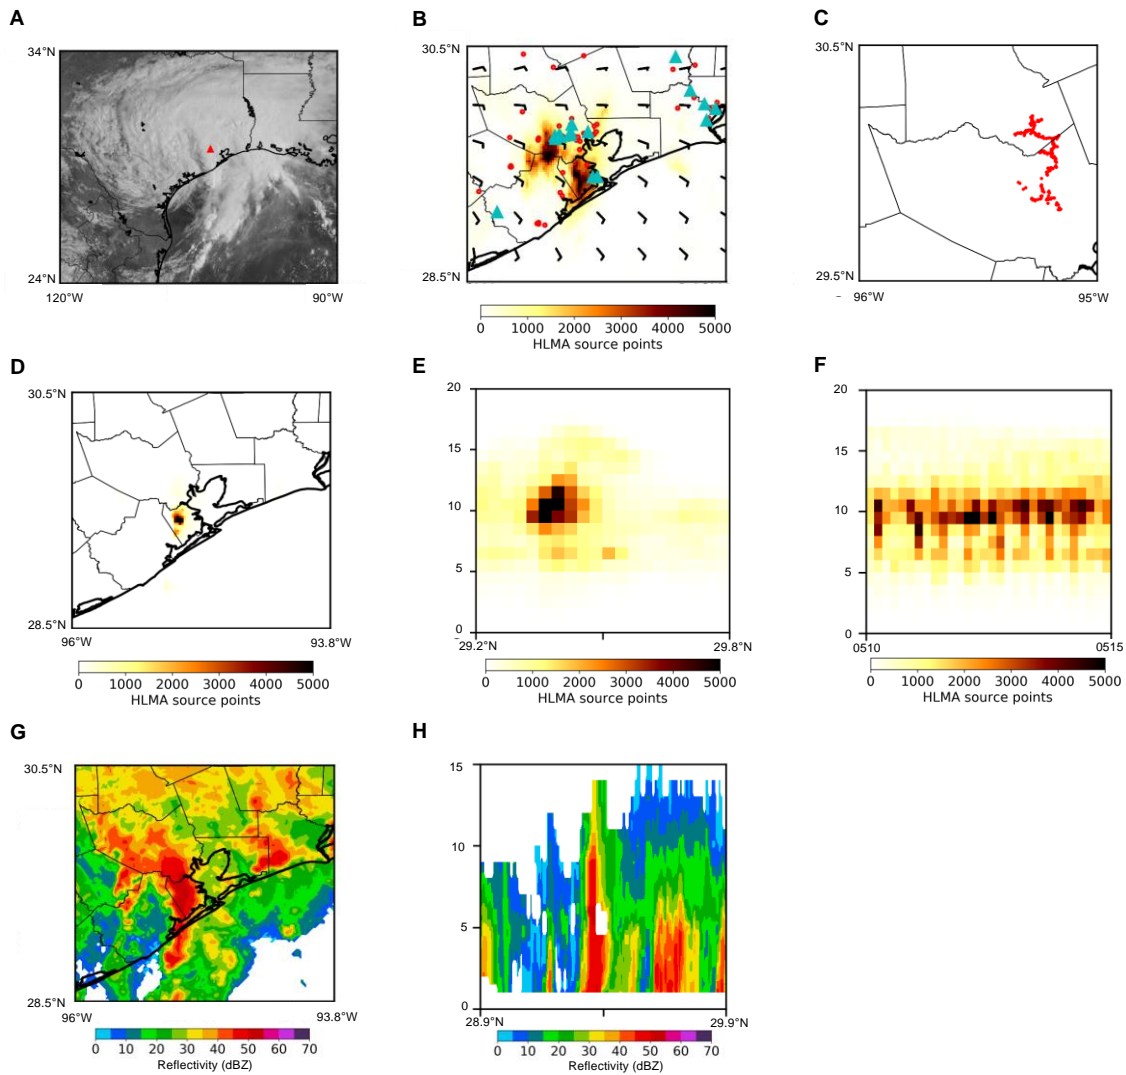 A
B
C
34°N
24°N
120°W
90°W
30.5°N
28.5°N
0 1000 2000 3000 4000 5000
HLMA source points
30.5°N
29.5°N
96°W
95°W
D
E
F
30.5°N
28.5°N
96°W
93.8°W
0 1000 2000 3000 4000 5000
HLMA source points
20
15
10
5
0
29.2°N
29.8°N
0 1000 2000 3000 4000 5000
HLMA source points
20
15
10
5
0
0510
0515
0 1000 2000 3000 4000 5000
HLMA source points
G
H
30.5°N
28.5°N
96°W
93.8°W
0 10 20 30 40 50 60 70
Reflectivity (dBZ)
15
10
5
0
28.9°N
29.9°N
0 10 20 30 40 50 60 70
Reflectivity (dBZ)